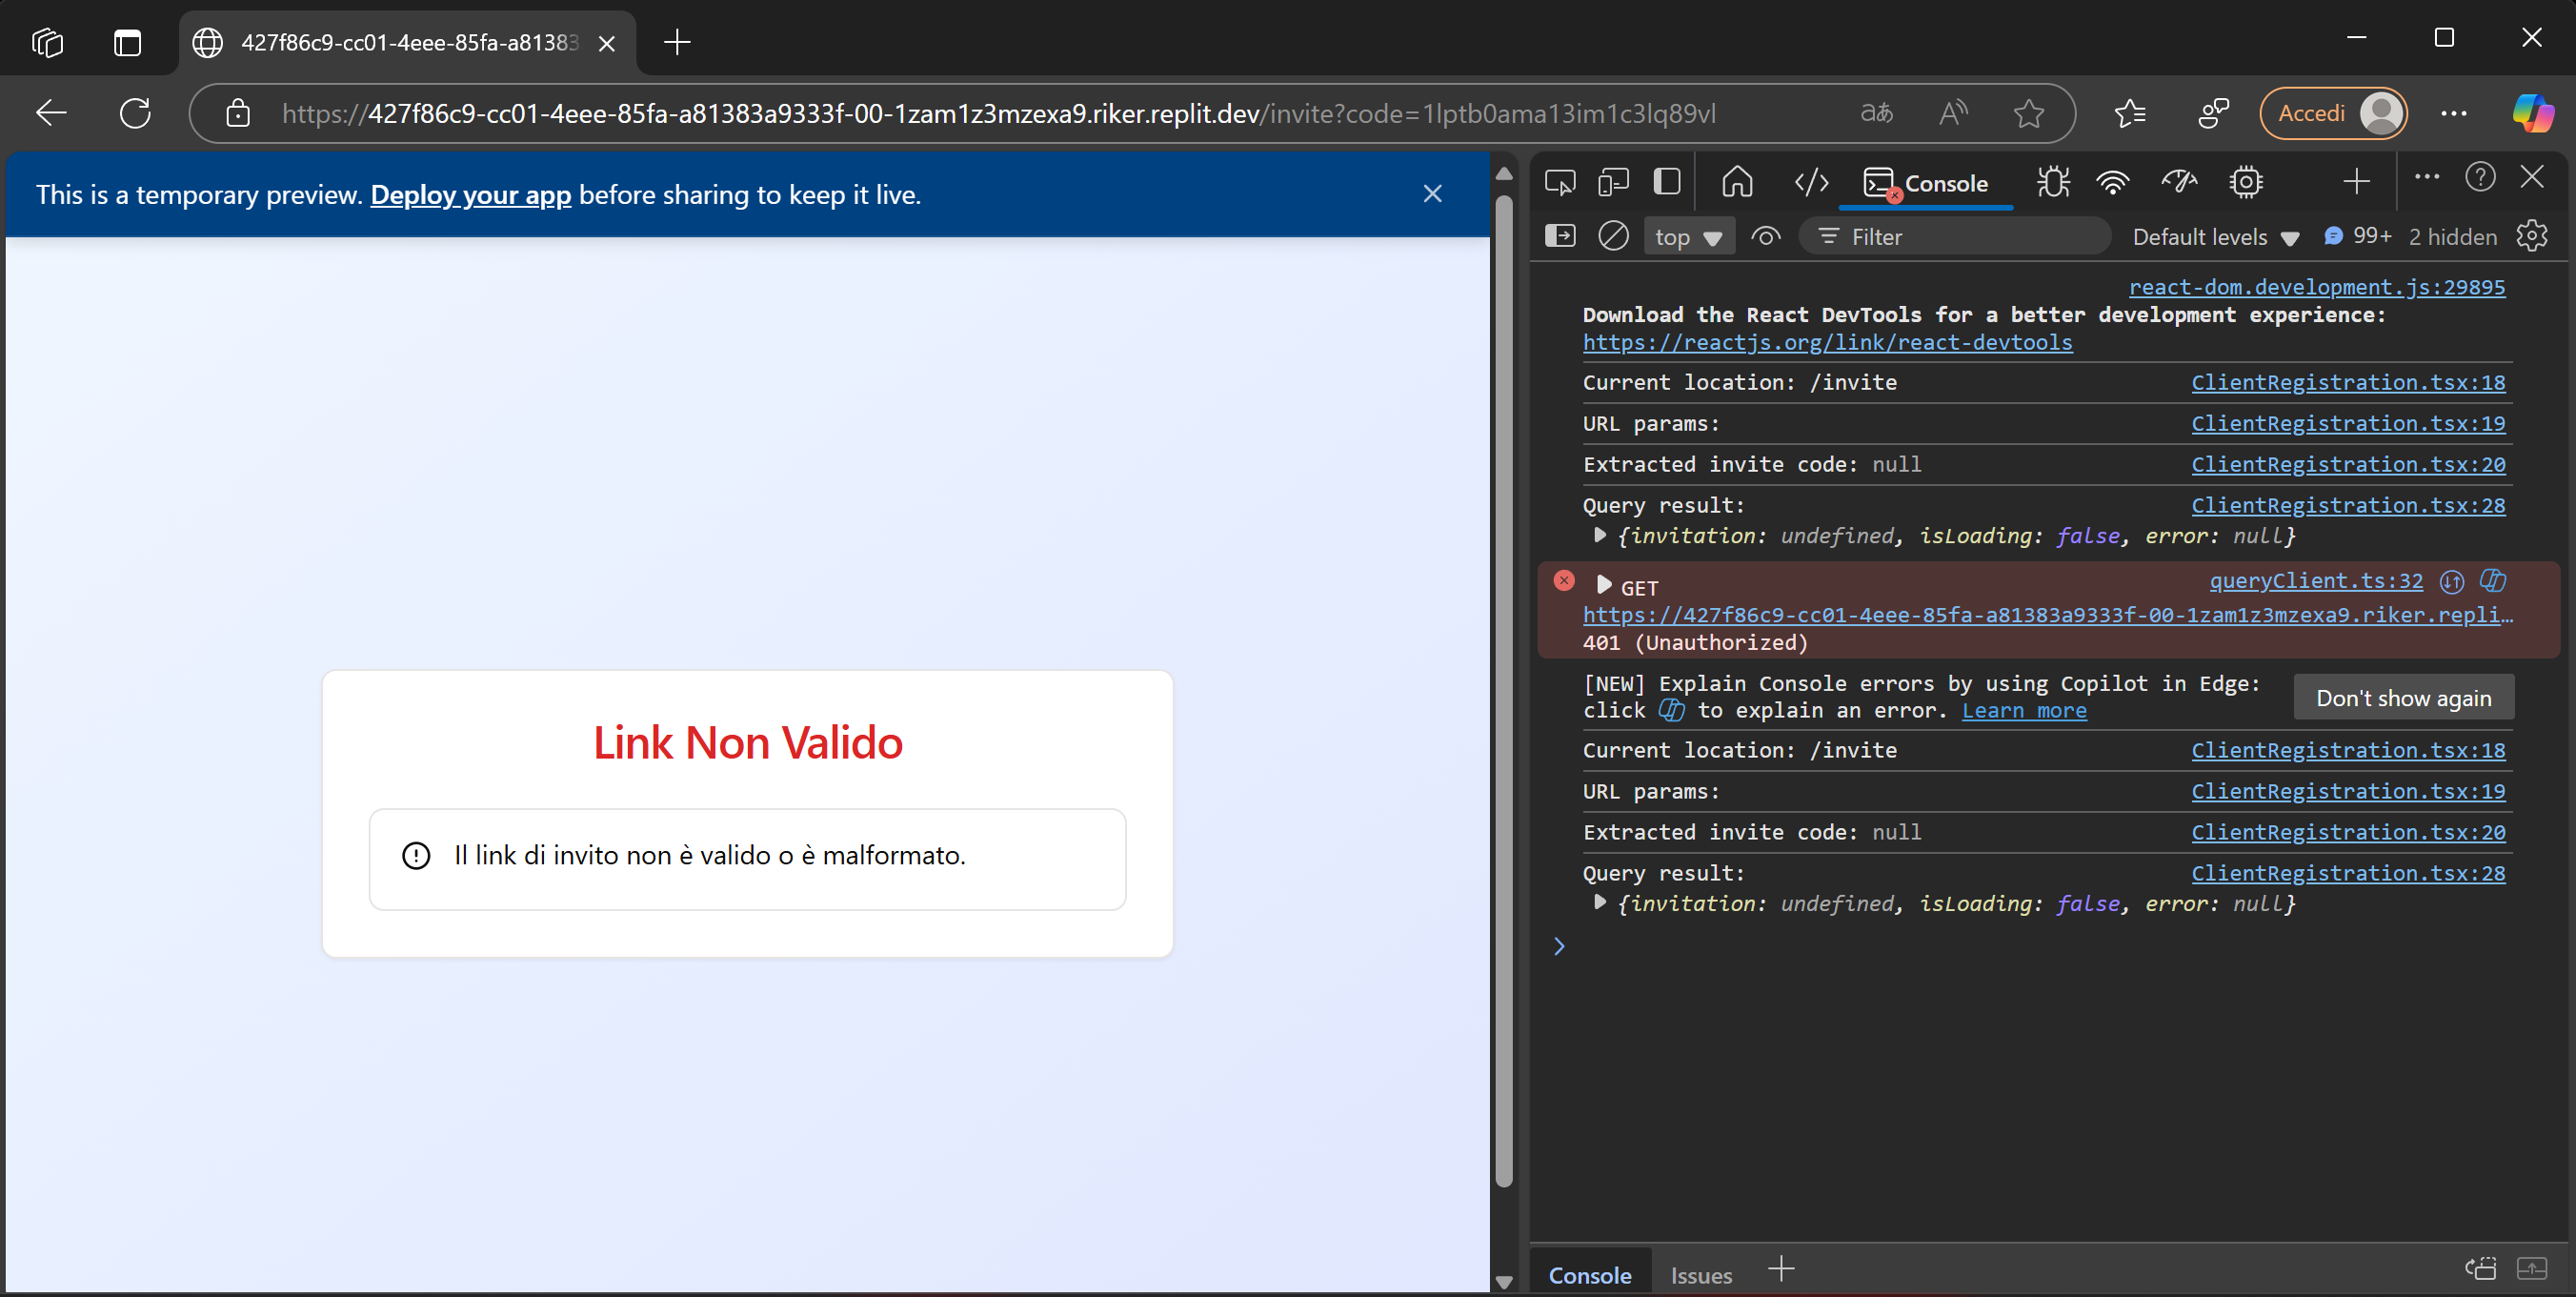 427f86c9-cc01-4eee-85fa-a81383
https://427f86c9-cc01-4eee-85fa-a81383a9333f-00-1zam1z3mzexa9.riker.replit.dev/invite?code=1lptb0ama13im1c3lq89vl
aあ
A
Accedi
This is a temporary preview. Deploy your app before sharing to keep it live.
Link Non Valido
Il link di invito non è valido o è malformato.
Console
top
Filter
Default levels
99+
2 hidden
react-dom.development.js:29895
Download the React DevTools for a better development experience:
https://reactjs.org/link/react-devtools
Current location: /invite ClientRegistration.tsx:18
URL params: ClientRegistration.tsx:19
Extracted invite code: null ClientRegistration.tsx:20
Query result: ClientRegistration.tsx:28
{invitation: undefined, isLoading: false, error: null}
GET queryClient.ts:32
https://427f86c9-cc01-4eee-85fa-a81383a9333f-00-1zam1z3mzexa9.riker.repli…
401 (Unauthorized)
[NEW] Explain Console errors by using Copilot in Edge:
click to explain an error. Learn more
Don't show again
Current location: /invite ClientRegistration.tsx:18
URL params: ClientRegistration.tsx:19
Extracted invite code: null ClientRegistration.tsx:20
Query result: ClientRegistration.tsx:28
{invitation: undefined, isLoading: false, error: null}
Console
Issues